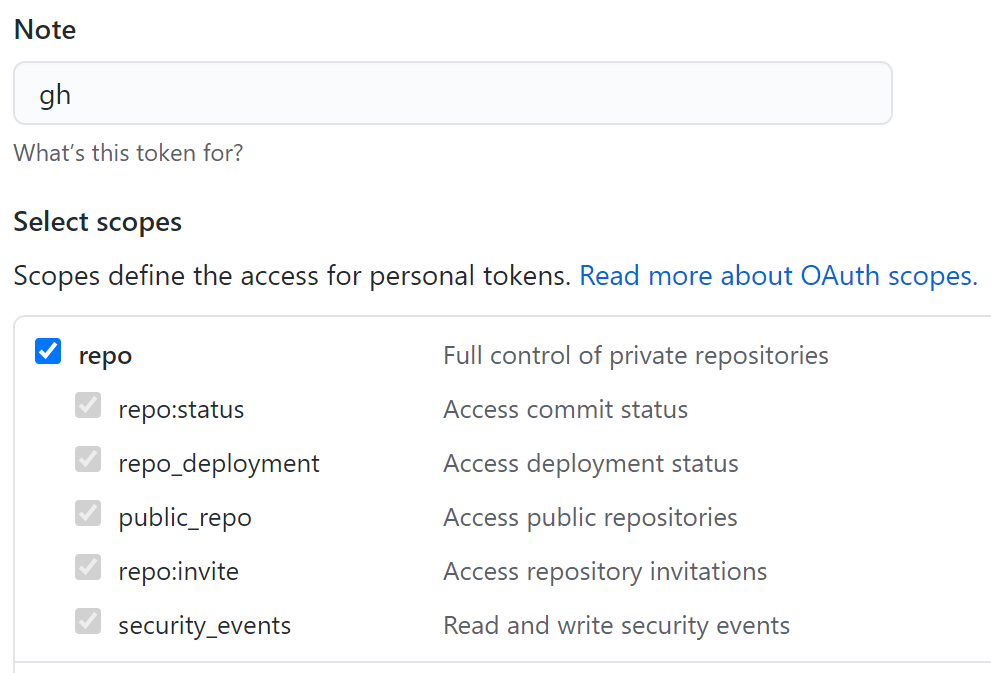 Note
gh
What's this token for?
Select scopes
Scopes define the access for personal tokens. Read more about OAuth scopes.
repo Full control of private repositories
repo:status Access commit status
repo_deployment Access deployment status
public_repo Access public repositories
repo:invite Access repository invitations
security_events Read and write security events